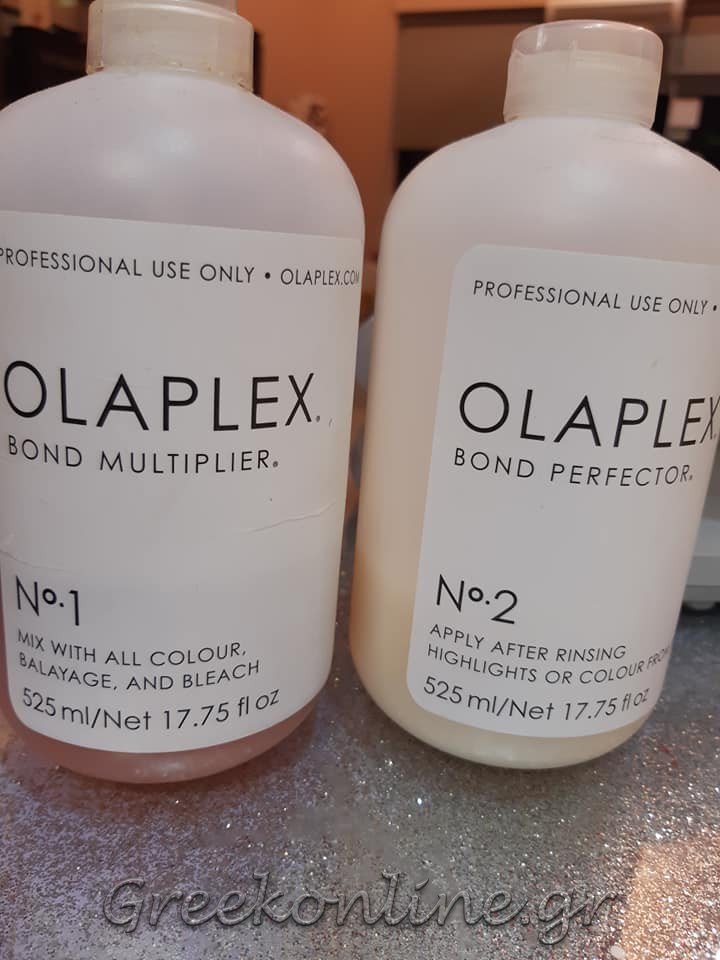 PROFESSIONAL USE ONLY • OLAPLEX.COM
OLAPLEX®
BOND MULTIPLIER®
Nº.1
MIX WITH ALL COLOUR,
BALAYAGE, AND BLEACH
525 ml/Net 17.75 fl oz
PROFESSIONAL USE ONLY •
OLAPLEX
BOND PERFECTOR®
Nº.2
APPLY AFTER RINSING
HIGHLIGHTS OR COLOUR FROM
525 ml/Net 17.75 fl oz
Greekonline.gr